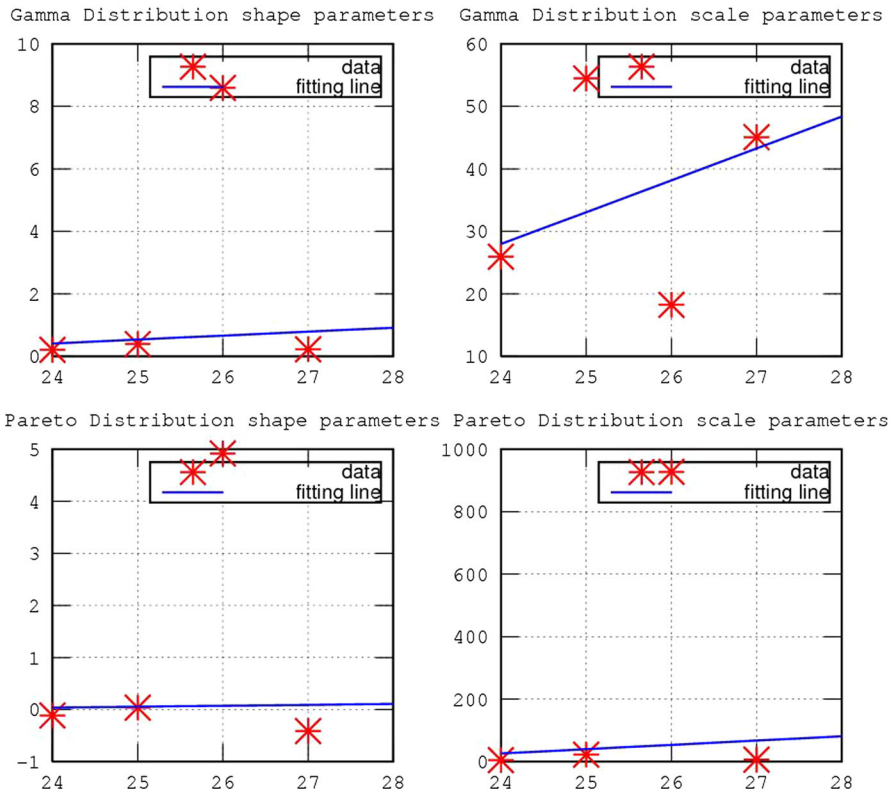 Gamma Distribution shape parameters
10
8
6
4
2
0
24 25 26 27 28
data
fitting line
Gamma Distribution scale parameters
60
50
40
30
20
10
24 25 26 27 28
data
fitting line
Pareto Distribution shape parameters
5
4
3
2
1
0
-1
24 25 26 27 28
data
fitting line
Pareto Distribution scale parameters
1000
800
600
400
200
0
24 25 26 27 28
data
fitting line